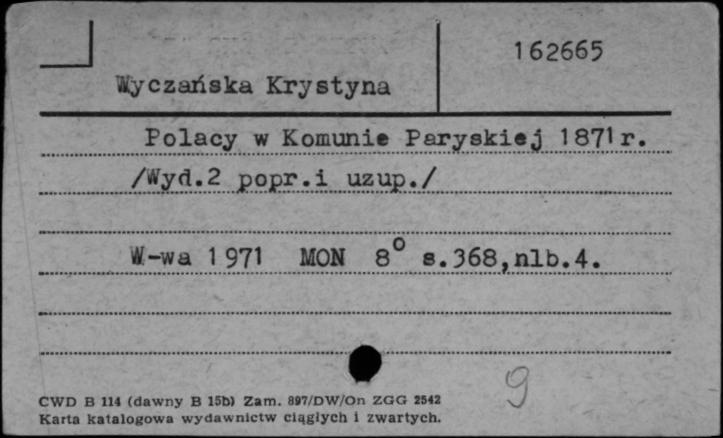 162665
Wyczańska Krystyna
Polacy w Komunie Paryskiej 1871r.
/Wyd.2 popr.i uzup./
W-wa 1971 MON 8° s.368,nlb.4.
9
CWD B 114 (dawny B 15b) Zam. 897/DW/On ZGG 2542
Karta katalogowa wydawnictw ciągłych i zwartych.